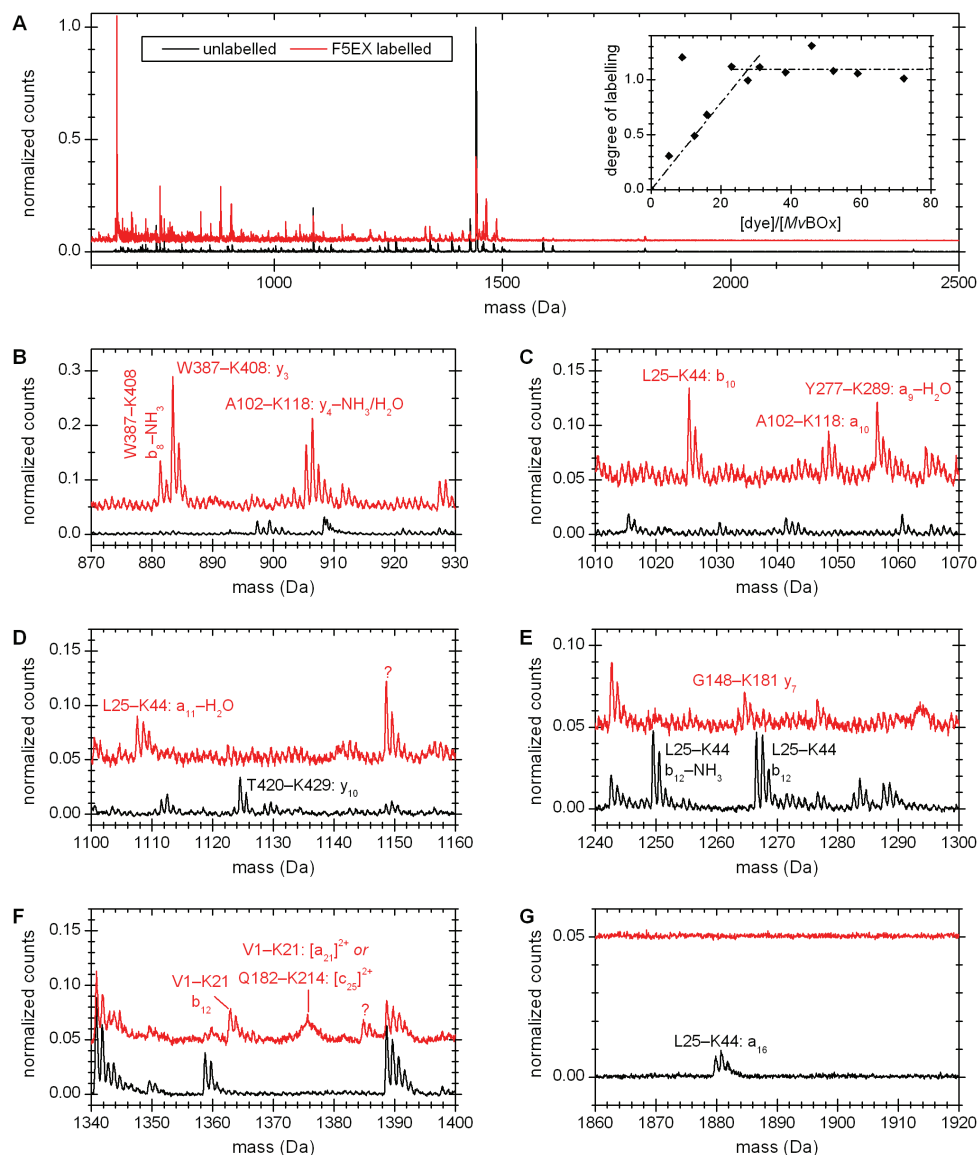 A
unlabelled
F5EX labelled
normalized counts
1.0
0.5
0.0
1000
1500
2000
2500
mass (Da)
degree of labelling
1.0
0.5
0.0
0
20
40
60
80
[dye]/[MvBOx]
B
normalized counts
0.3
0.2
0.1
0.0
W387–K408
b8–NH3
W387–K408: y3
A102–K118: y4–NH3/H2O
870 880 890 900 910 920 930
mass (Da)
C
normalized counts
0.15
0.10
0.05
0.00
L25–K44: b10
Y277–K289: a9–H2O
A102–K118: a10
1010 1020 1030 1040 1050 1060 1070
mass (Da)
D
normalized counts
0.15
0.10
0.05
0.00
?
L25–K44: a11–H2O
T420–K429: y10
1100 1110 1120 1130 1140 1150 1160
mass (Da)
E
normalized counts
0.10
0.05
0.00
G148–K181 y7
L25–K44
b12–NH3
L25–K44
b12
1240 1250 1260 1270 1280 1290 1300
mass (Da)
F
normalized counts
0.15
0.10
0.05
0.00
V1–K21: [a21]2+ or
Q182–K214: [c25]2+
V1–K21
b12
?
1340 1350 1360 1370 1380 1390 1400
mass (Da)
G
normalized counts
0.05
0.00
L25–K44: a16
1860 1870 1880 1890 1900 1910 1920
mass (Da)